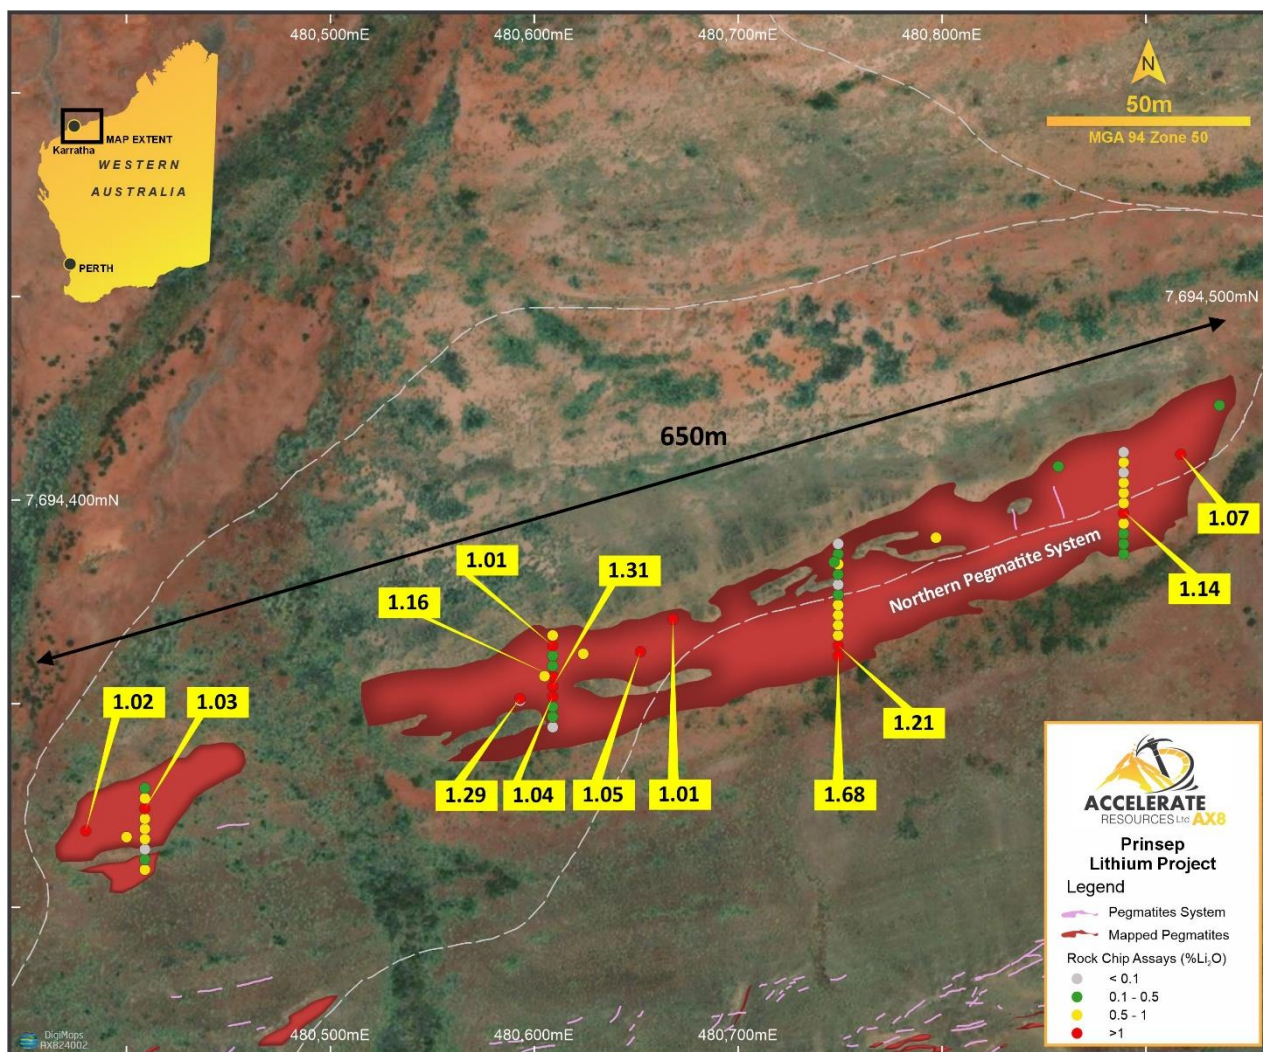 480,500mE
480,600mE
480,700mE
480,800mE
N
50m
MGA 94 Zone 50
MAP EXTENT
Karratha
WESTERN
AUSTRALIA
PERTH
7,694,500mN
650m
7,694,400mN
Northern Pegmatite System
1.07
1.14
1.01
1.31
1.16
1.02
1.03
1.21
1.29
1.04
1.05
1.01
1.68
ACCELERATE
RESOURCES LTD AX8
Prinsep
Lithium Project
Legend
Pegmatites System
Mapped Pegmatites
Rock Chip Assays (%Li₂O)
< 0.1
0.1 - 0.5
0.5 - 1
>1
DigiMaps
AX824002
480,500mE
480,600mE
480,700mE